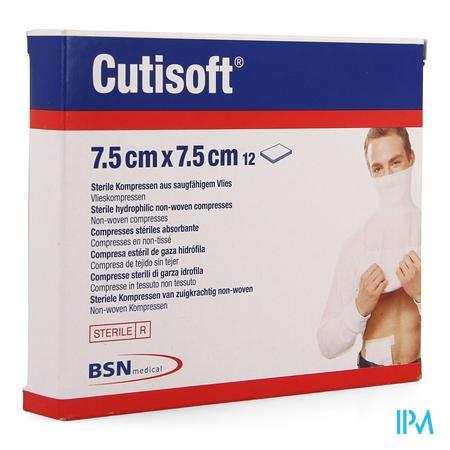 Cutisoft®
7.5 cm x 7.5 cm 12
Sterile Kompressen aus saugfähigem Vlies
Vlieskompressen
Sterile hydrophilic non-woven compresses
Non-woven compresses
Compresses stériles absorbante
Compresses en non-tissé
Compresa estéril de gaza hidrófila
Compresa de tejido sin tejer
Compresse sterili di garza idrofila
Compresse in tessuto non tessuto
Steriele Kompressen van zuigkrachtig non-woven
Non-woven Kompressen
STERILE R
BSN medical
IPM